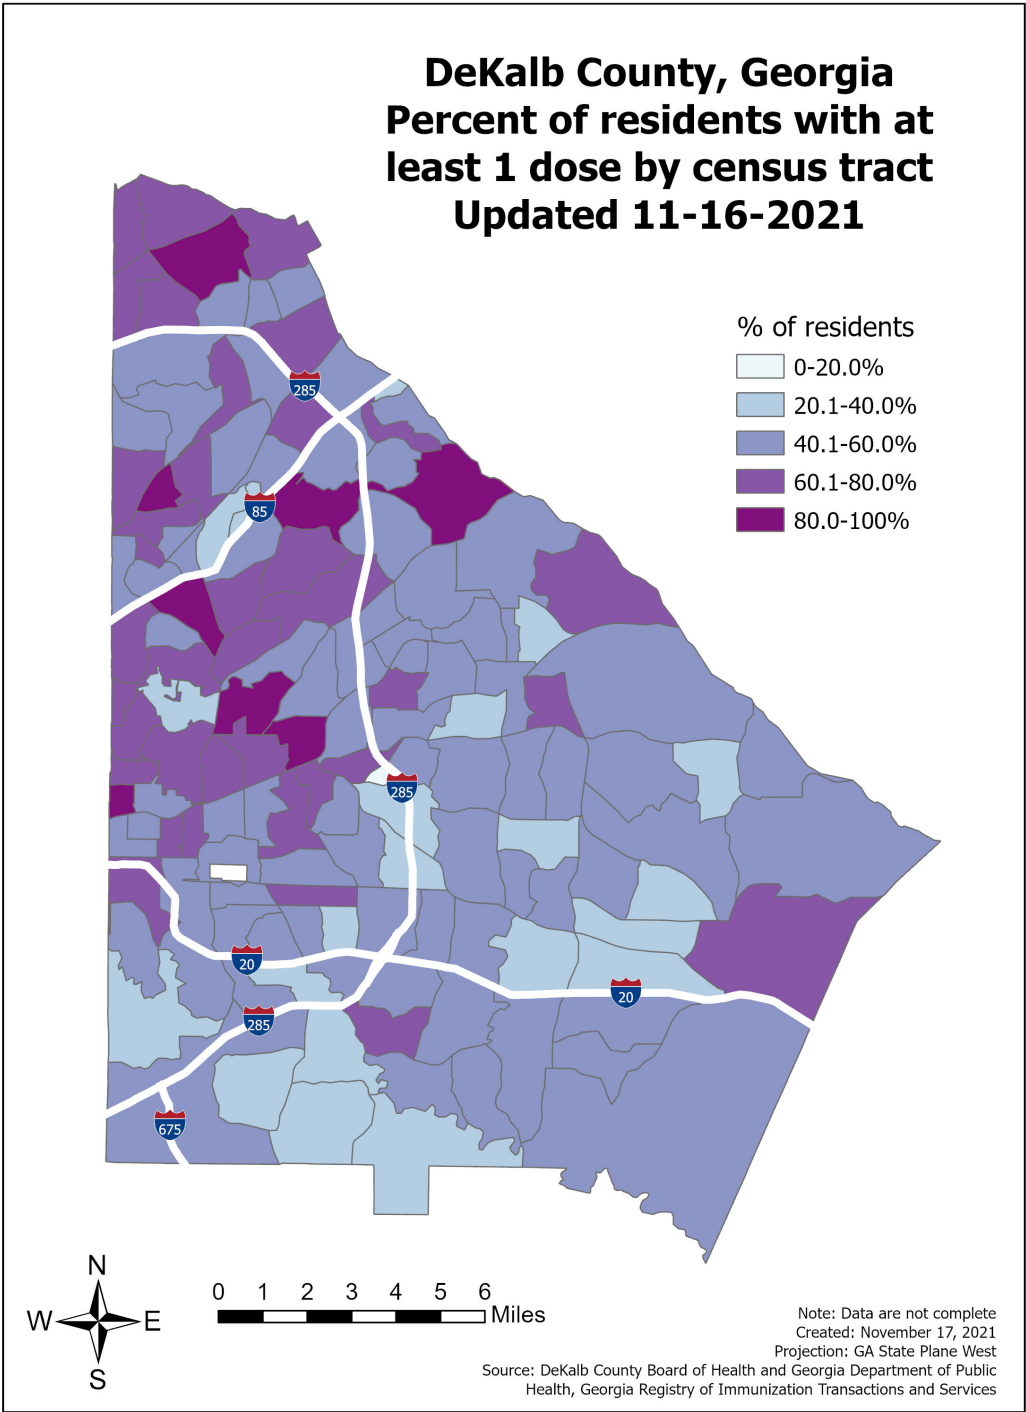 DeKalb County, Georgia
Percent of residents with at
least 1 dose by census tract
Updated 11-16-2021
% of residents
0-20.0%
20.1-40.0%
40.1-60.0%
60.1-80.0%
80.0-100%
285
85
285
20
20
285
675
N
W E
S
0 1 2 3 4 5 6
Miles
Note: Data are not complete
Created: November 17, 2021
Projection: GA State Plane West
Source: DeKalb County Board of Health and Georgia Department of Public
Health, Georgia Registry of Immunization Transactions and Services